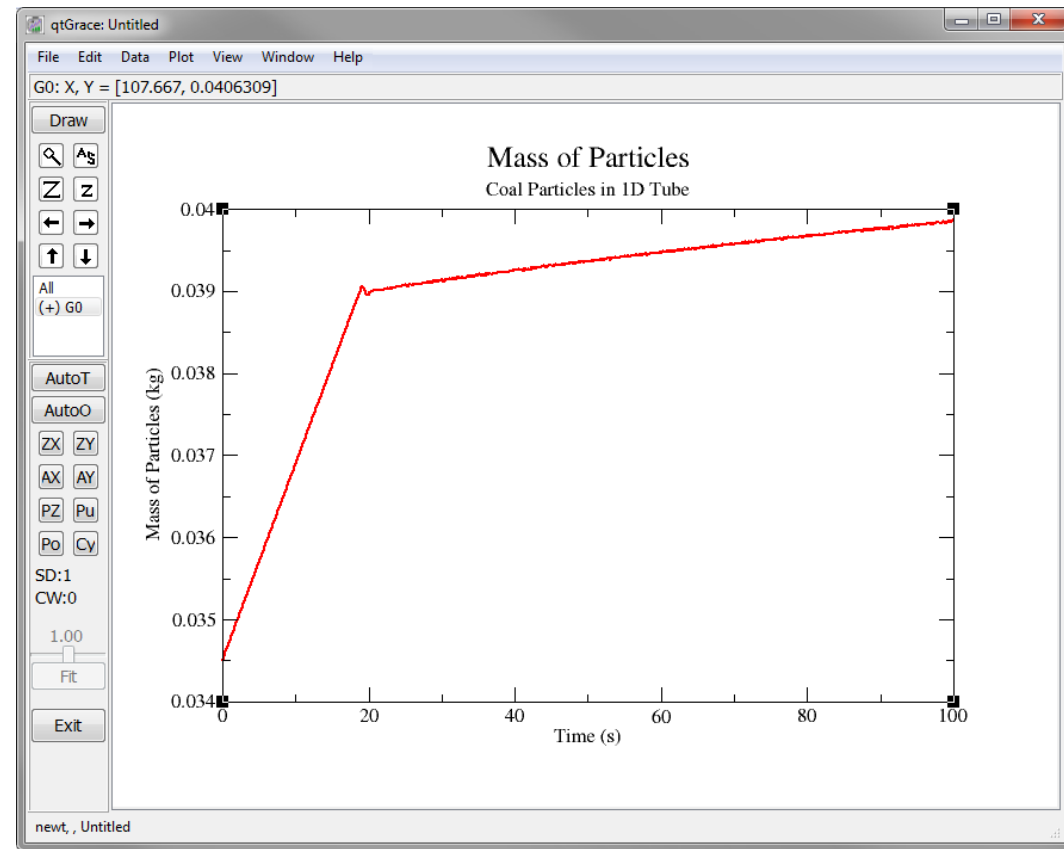 qtGrace: Untitled
File Edit Data Plot View Window Help
G0: X, Y = [107.667, 0.0406309]
Draw
A S
Z z
All
(+) G0
AutoT
AutoO
ZX ZY
AX AY
PZ Pu
Po Cy
SD:1
CW:0
1.00
Fit
Exit
Mass of Particles
Coal Particles in 1D Tube
0.04
0.039
0.038
0.037
0.036
0.035
0.034
Mass of Particles (kg)
0 20 40 60 80 100
Time (s)
newt, , Untitled